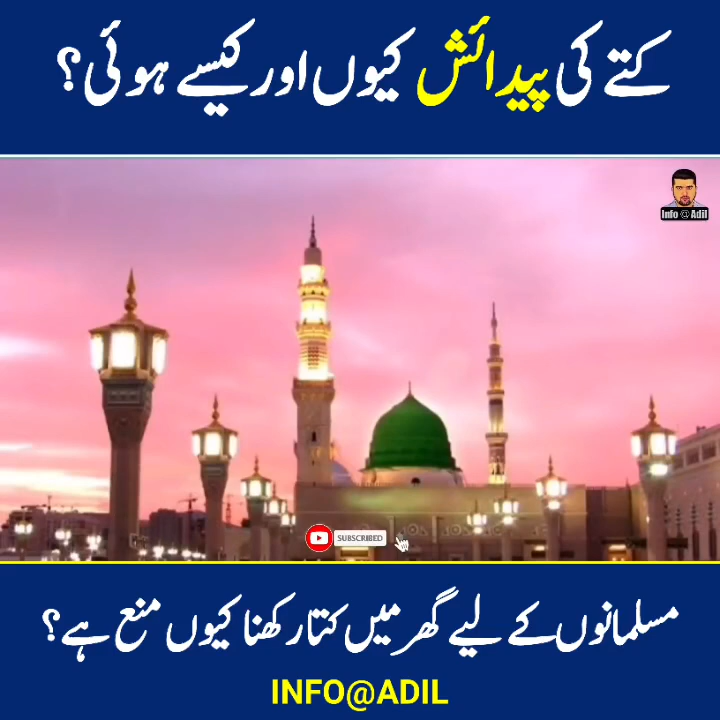 کتے کی پیدائش کیوں اور کیسے ہوئی؟
Info @ Adil
SUBSCRIBED
مسلمانوں کے لیے گھر میں کتا رکھنا کیوں منع ہے؟
INFO@ADIL